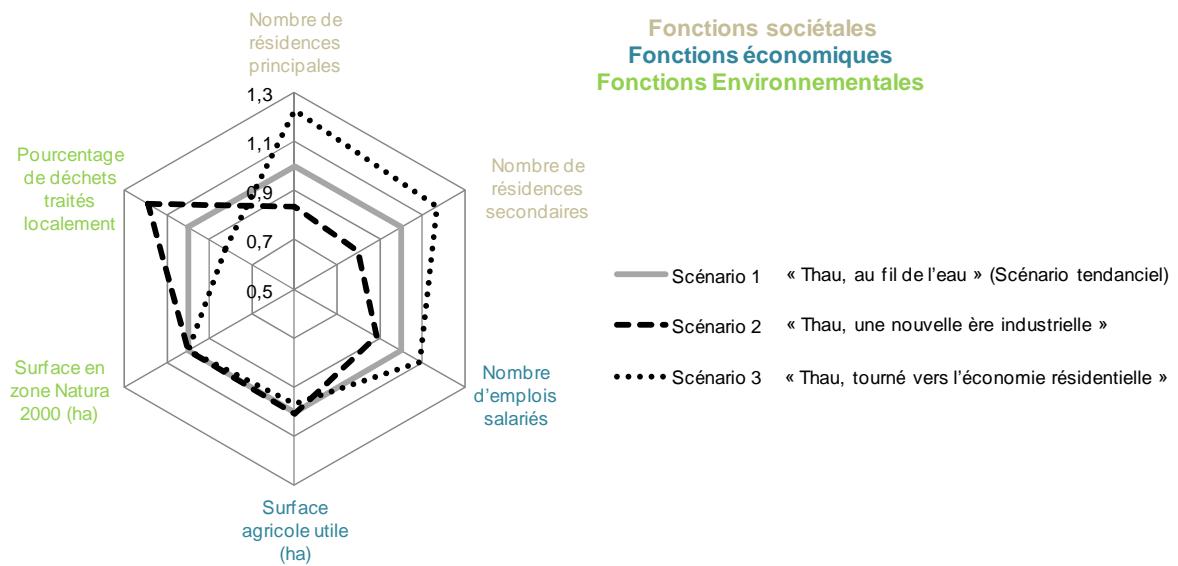 Nombre de
résidences
principales
Fonctions sociétales
Fonctions économiques
Fonctions Environnementales
1,3
1,1
0,9
0,7
0,5
Pourcentage
de déchets
traités
localement
Nombre de
résidences
secondaires
Scénario 1 « Thau, au fil de l'eau » (Scénario tendanciel)
Scénario 2 « Thau, une nouvelle ère industrielle »
Scénario 3 « Thau, tourné vers l'économie résidentielle »
Surface en
zone Natura
2000 (ha)
Nombre
d'emplois
salariés
Surface
agricole utile
(ha)